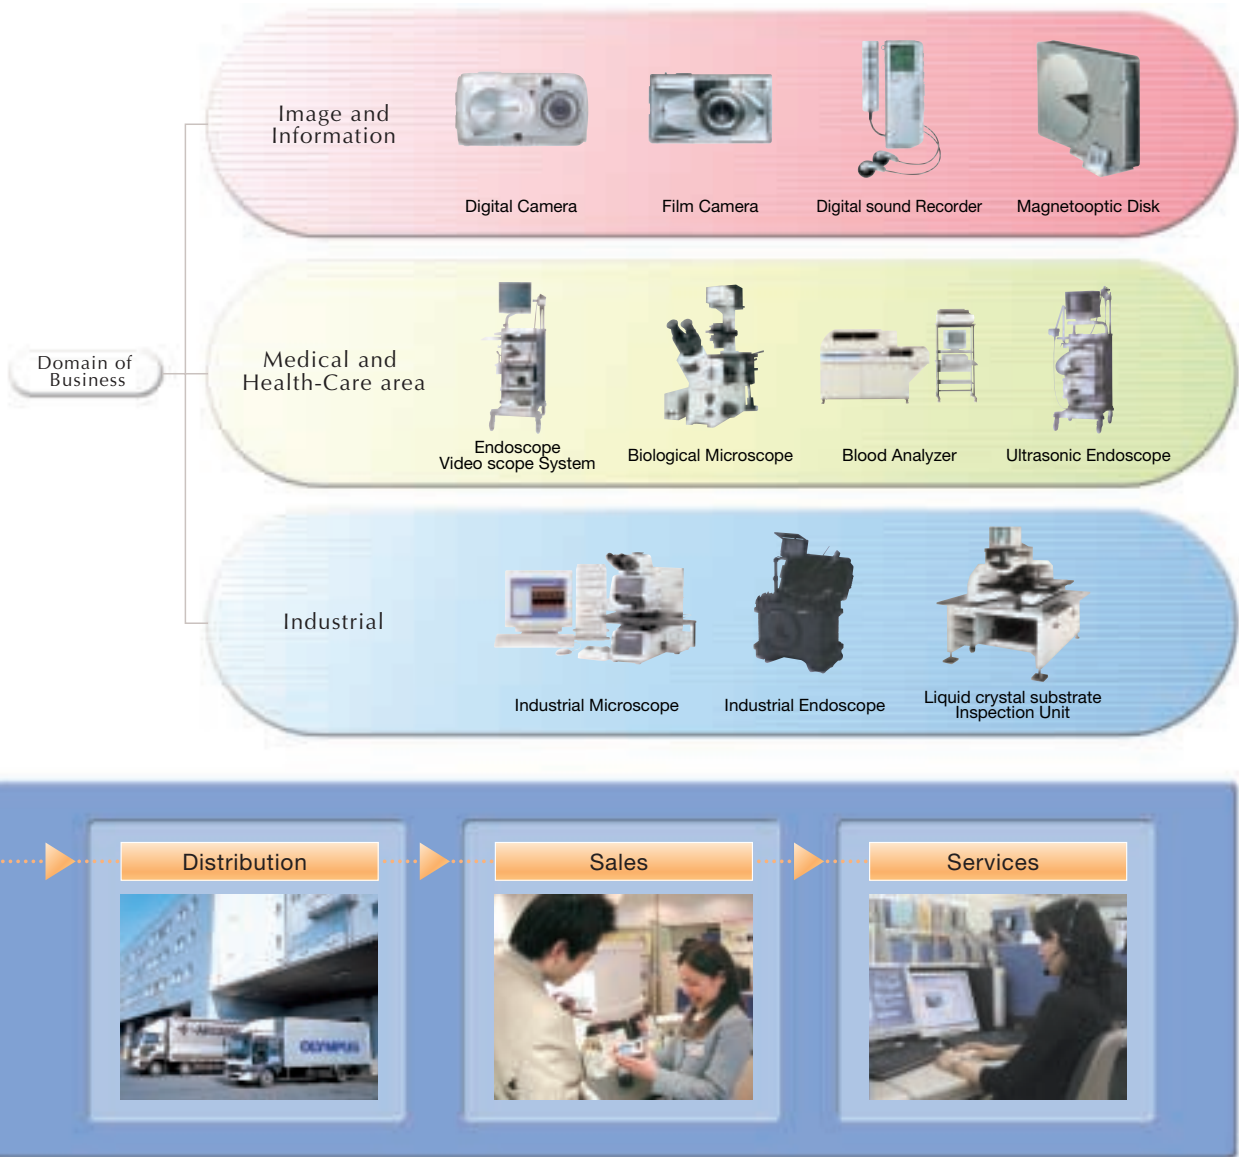 Image and
Information
Digital Camera
Film Camera
Digital sound Recorder
Magnetooptic Disk
Domain of
Business
Medical and
Health-Care area
Endoscope
Video scope System
Biological Microscope
Blood Analyzer
Ultrasonic Endoscope
Industrial
Industrial Microscope
Industrial Endoscope
Liquid crystal substrate
Inspection Unit
Distribution
Sales
Services
OLYMPUS